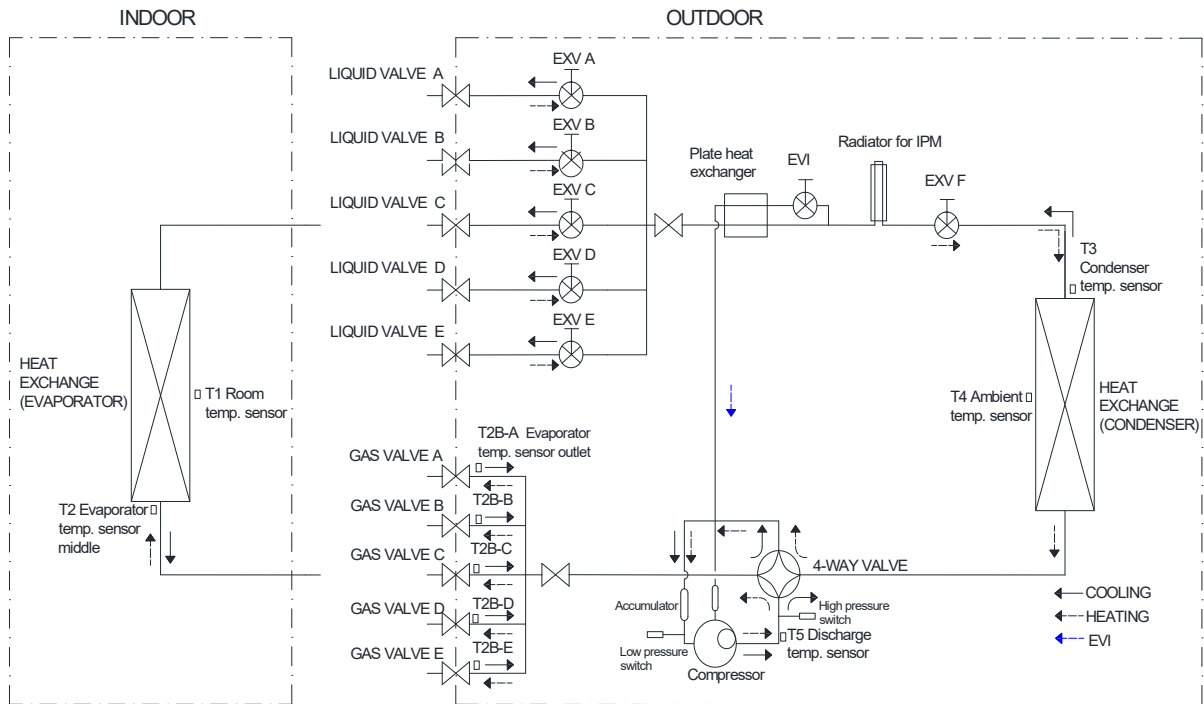 INDOOR
OUTDOOR
LIQUID VALVE A
EXV A
LIQUID VALVE B
EXV B
LIQUID VALVE C
EXV C
LIQUID VALVE D
EXV D
LIQUID VALVE E
EXV E
Plate heat
exchanger
EVI
Radiator for IPM
EXV F
T3
Condenser
temp. sensor
HEAT
EXCHANGE
(EVAPORATOR)
T1 Room
temp. sensor
T4 Ambient
temp. sensor
HEAT
EXCHANGE
(CONDENSER)
T2 Evaporator
temp. sensor
middle
GAS VALVE A
T2B-A Evaporator
temp. sensor outlet
GAS VALVE B
T2B-B
GAS VALVE C
T2B-C
GAS VALVE D
T2B-D
GAS VALVE E
T2B-E
4-WAY VALVE
Accumulator
High pressure
switch
Low pressure
switch
T5 Discharge
temp. sensor
Compressor
COOLING
HEATING
EVI